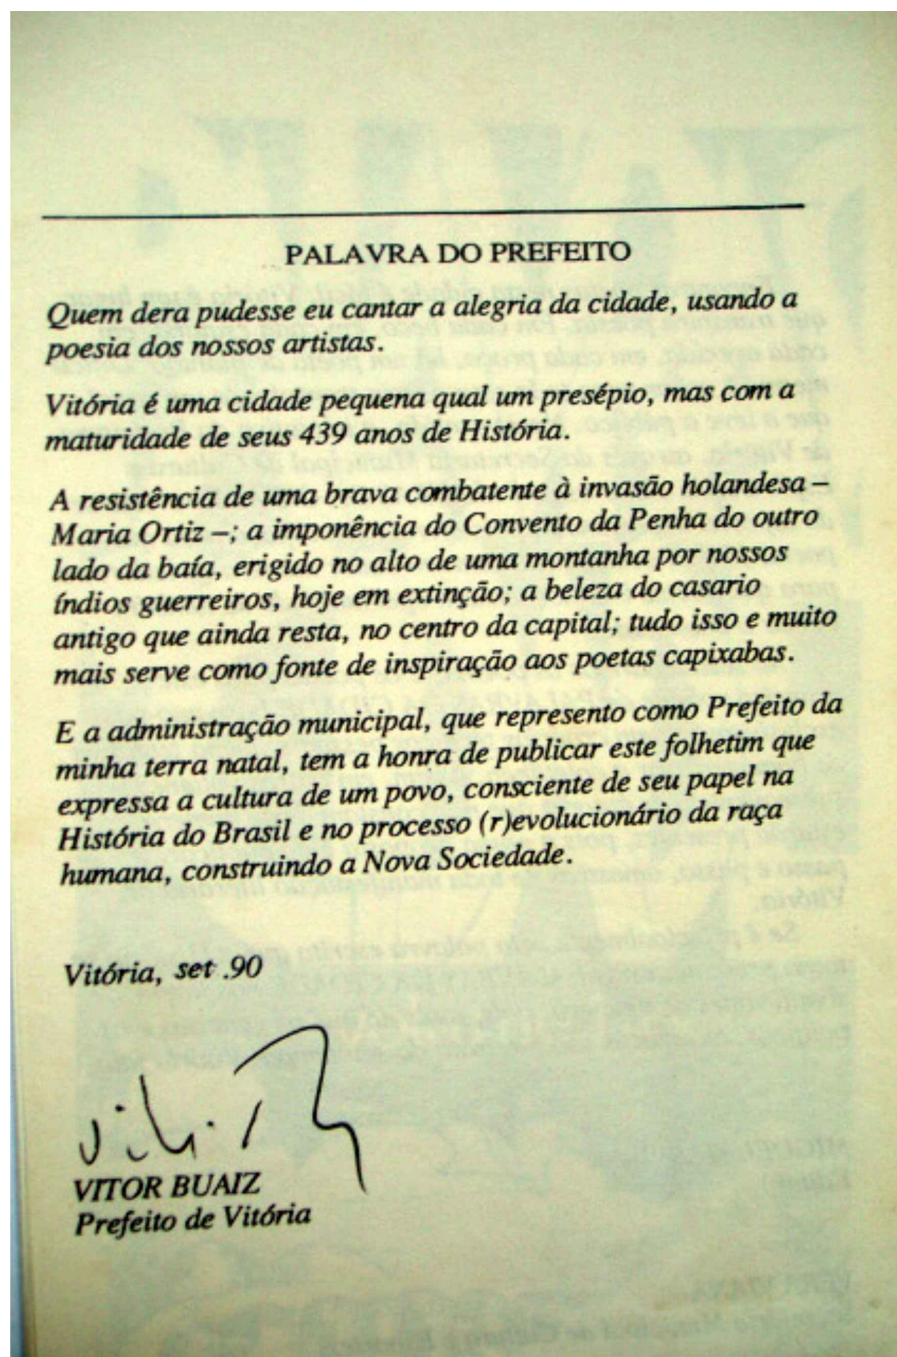 PALAVRA DO PREFEITO
Quem dera pudesse eu cantar a alegria da cidade, usando a
poesia dos nossos artistas.
Vitória é uma cidade pequena qual um presépio, mas com a
maturidade de seus 439 anos de História.
A resistência de uma brava combatente à invasão holandesa –
Maria Ortiz –; a imponência do Convento da Penha do outro
lado da baía, erigido no alto de uma montanha por nossos
índios guerreiros, hoje em extinção; a beleza do casario
antigo que ainda resta, no centro da capital; tudo isso e muito
mais serve como fonte de inspiração aos poetas capixabas.
E a administração municipal, que represento como Prefeito da
minha terra natal, tem a honra de publicar este folhetim que
expressa a cultura de um povo, consciente de seu papel na
História do Brasil e no processo (r)evolucionário da raça
humana, construindo a Nova Sociedade.
Vitória, set .90
VITOR BUAIZ
Prefeito de Vitória